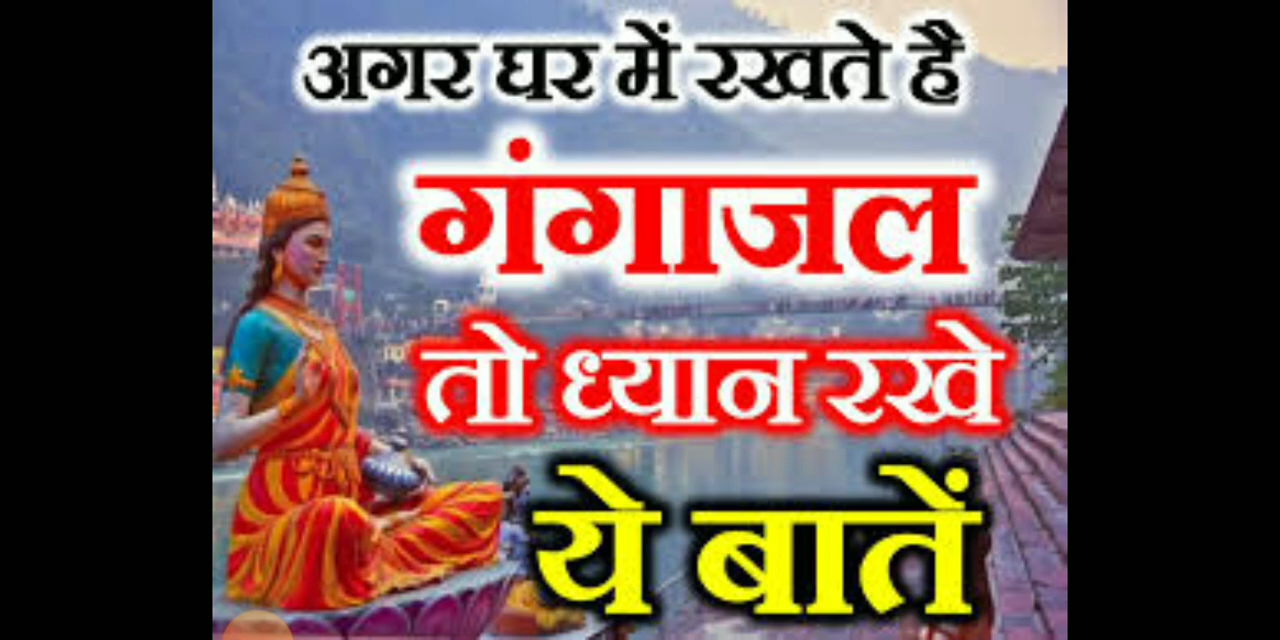 अगर घर में रखते है
गंगाजल
तो ध्यान रखे
ये बातें